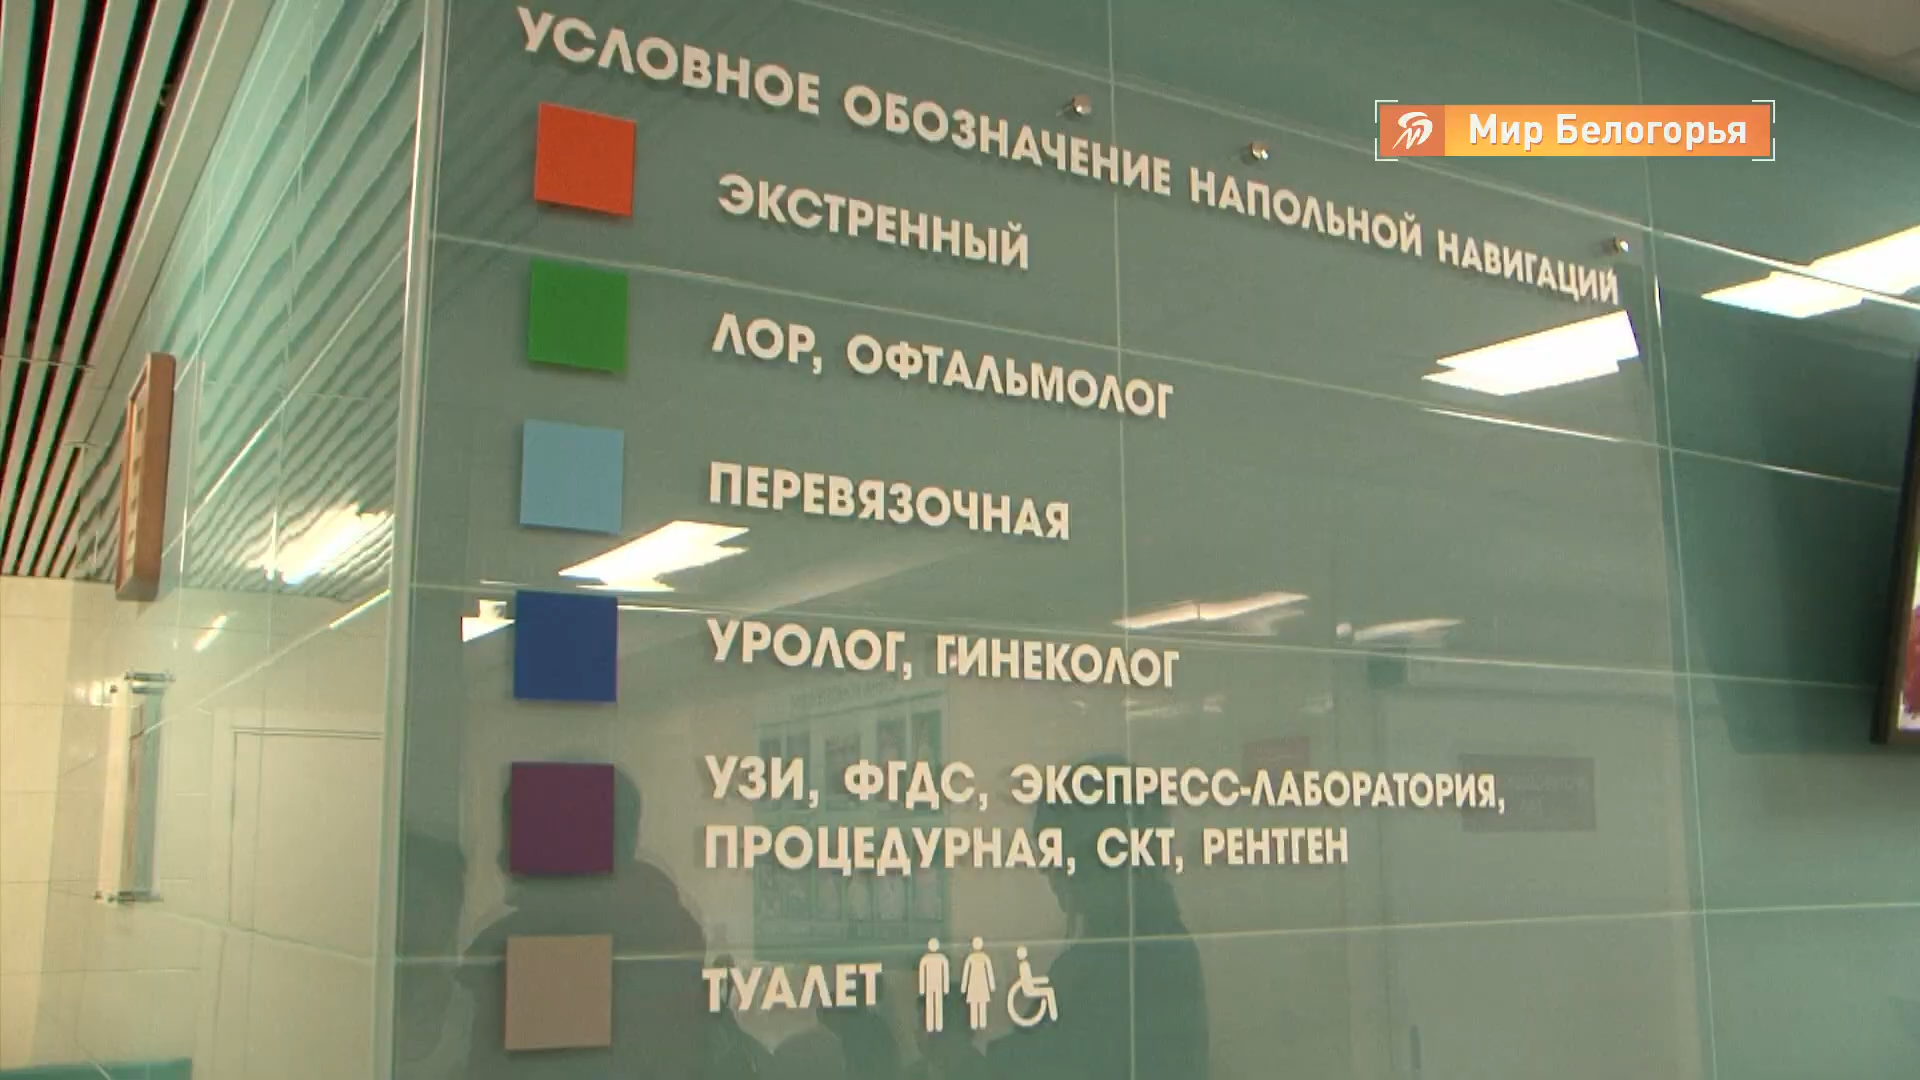 УСЛОВНОЕ ОБОЗНАЧЕНИЕ НАПОЛЬНОЙ НАВИГАЦИЙ
Мир Белогорья
ЭКСТРЕННЫЙ
ЛОР, ОФТАЛЬМОЛОГ
ПЕРЕВЯЗОЧНАЯ
УРОЛОГ, ГИНЕКОЛОГ
УЗИ, ФГДС, ЭКСПРЕСС-ЛАБОРАТОРИЯ,
ПРОЦЕДУРНАЯ, СКТ, РЕНТГЕН
ТУАЛЕТ